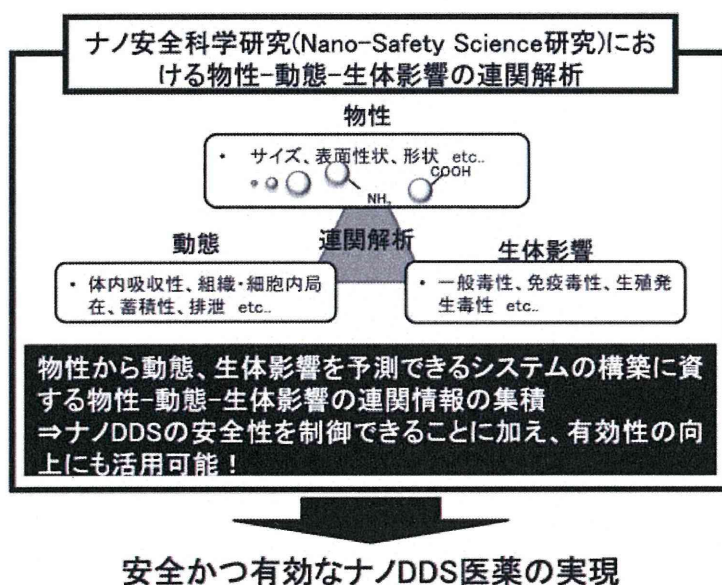 ナノ安全科学研究(Nano-Safety Science研究)にお
ける物性-動態-生体影響の連関解析
物性
• サイズ、表面性状、形状 etc..
COOH
NH₂
連関解析
動態
• 体内吸収性、組織・細胞内局
在、蓄積性、排泄 etc..
生体影響
• 一般毒性、免疫毒性、生殖発
生毒性 etc..
物性から動態、生体影響を予測できるシステムの構築に資
する物性-動態-生体影響の連関情報の集積
⇒ナノDDSの安全性を制御できることに加え、有効性の向
上にも活用可能！
安全かつ有効なナノDDS医薬の実現